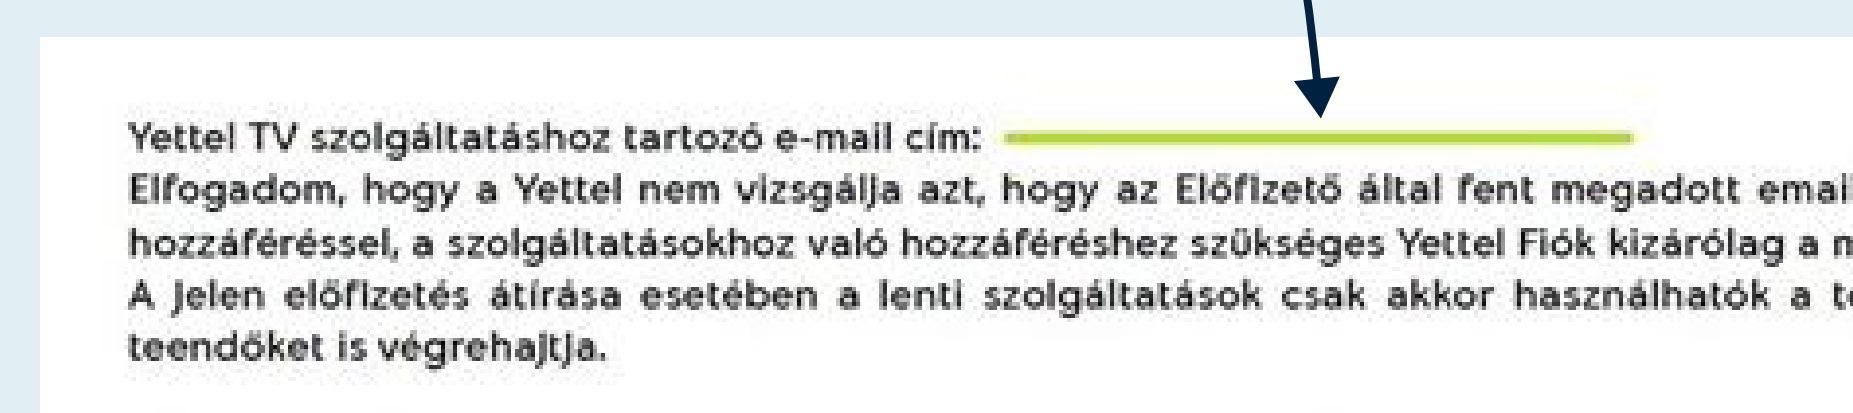 Yettel TV szolgáltatáshoz tartozó e-mail cím:
Elfogadom, hogy a Yettel nem vizsgálja azt, hogy az Előfizető által fent megadott email
hozzáféréssel, a szolgáltatásokhoz való hozzáféréshez szükséges Yettel Fiók kizárólag a
A jelen előfizetés átírása esetében a lenti szolgáltatások csak akkor használhatók a
teendőket is végrehajtja.